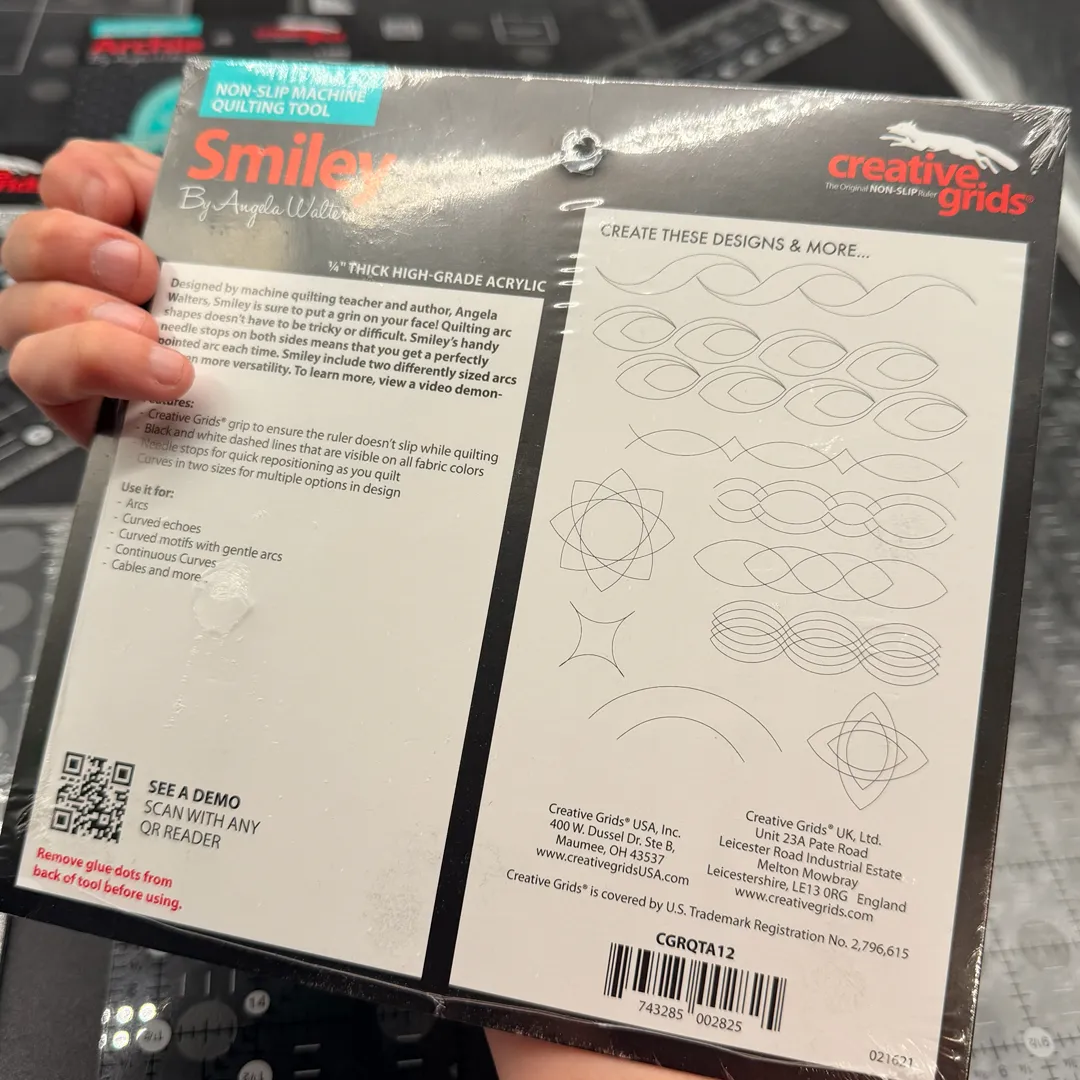 NON-SLIP MACHINE
QUILTING TOOL
Smiley
By Angela Walters
¼" THICK HIGH-GRADE ACRYLIC
Designed by machine quilting teacher and author, Angela
Walters, Smiley is sure to put a grin on your face! Quilting arc
shapes doesn't have to be tricky or difficult. Smiley's handy
needle stops on both sides means that you get a perfectly
pointed arc each time. Smiley include two differently sized arcs
more versatility. To learn more, view a video demon-
- Creative Grids® grip to ensure the ruler doesn't slip while quilting
- Black and white dashed lines that are visible on all fabric colors
Needle stops for quick repositioning as you quilt
Curves in two sizes for multiple options in design
Use it for:
- Arcs
- Curved echoes
- Curved motifs with gentle arcs
- Continuous Curves
- Cables and more
SEE A DEMO
SCAN WITH ANY
QR READER
Remove glue dots from
back of tool before using.
creative
grids®
The Original NON-SLIP Ruler
CREATE THESE DESIGNS & MORE...
Creative Grids® USA, Inc.
400 W. Dussel Dr. Ste B,
Maumee, OH 43537
www.creativegridsUSA.com
Creative Grids® UK, Ltd.
Unit 23A Pate Road
Leicester Road Industrial Estate
Melton Mowbray
Leicestershire, LE13 0RG England
www.creativegrids.com
Creative Grids® is covered by U.S. Trademark Registration No. 2,796,615
CGRQTA12
743285 002825
021621
Archie